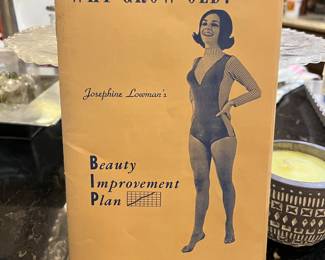 WHY GROW OLD?
Josephine Lowman's
Beauty
Improvement
Plan